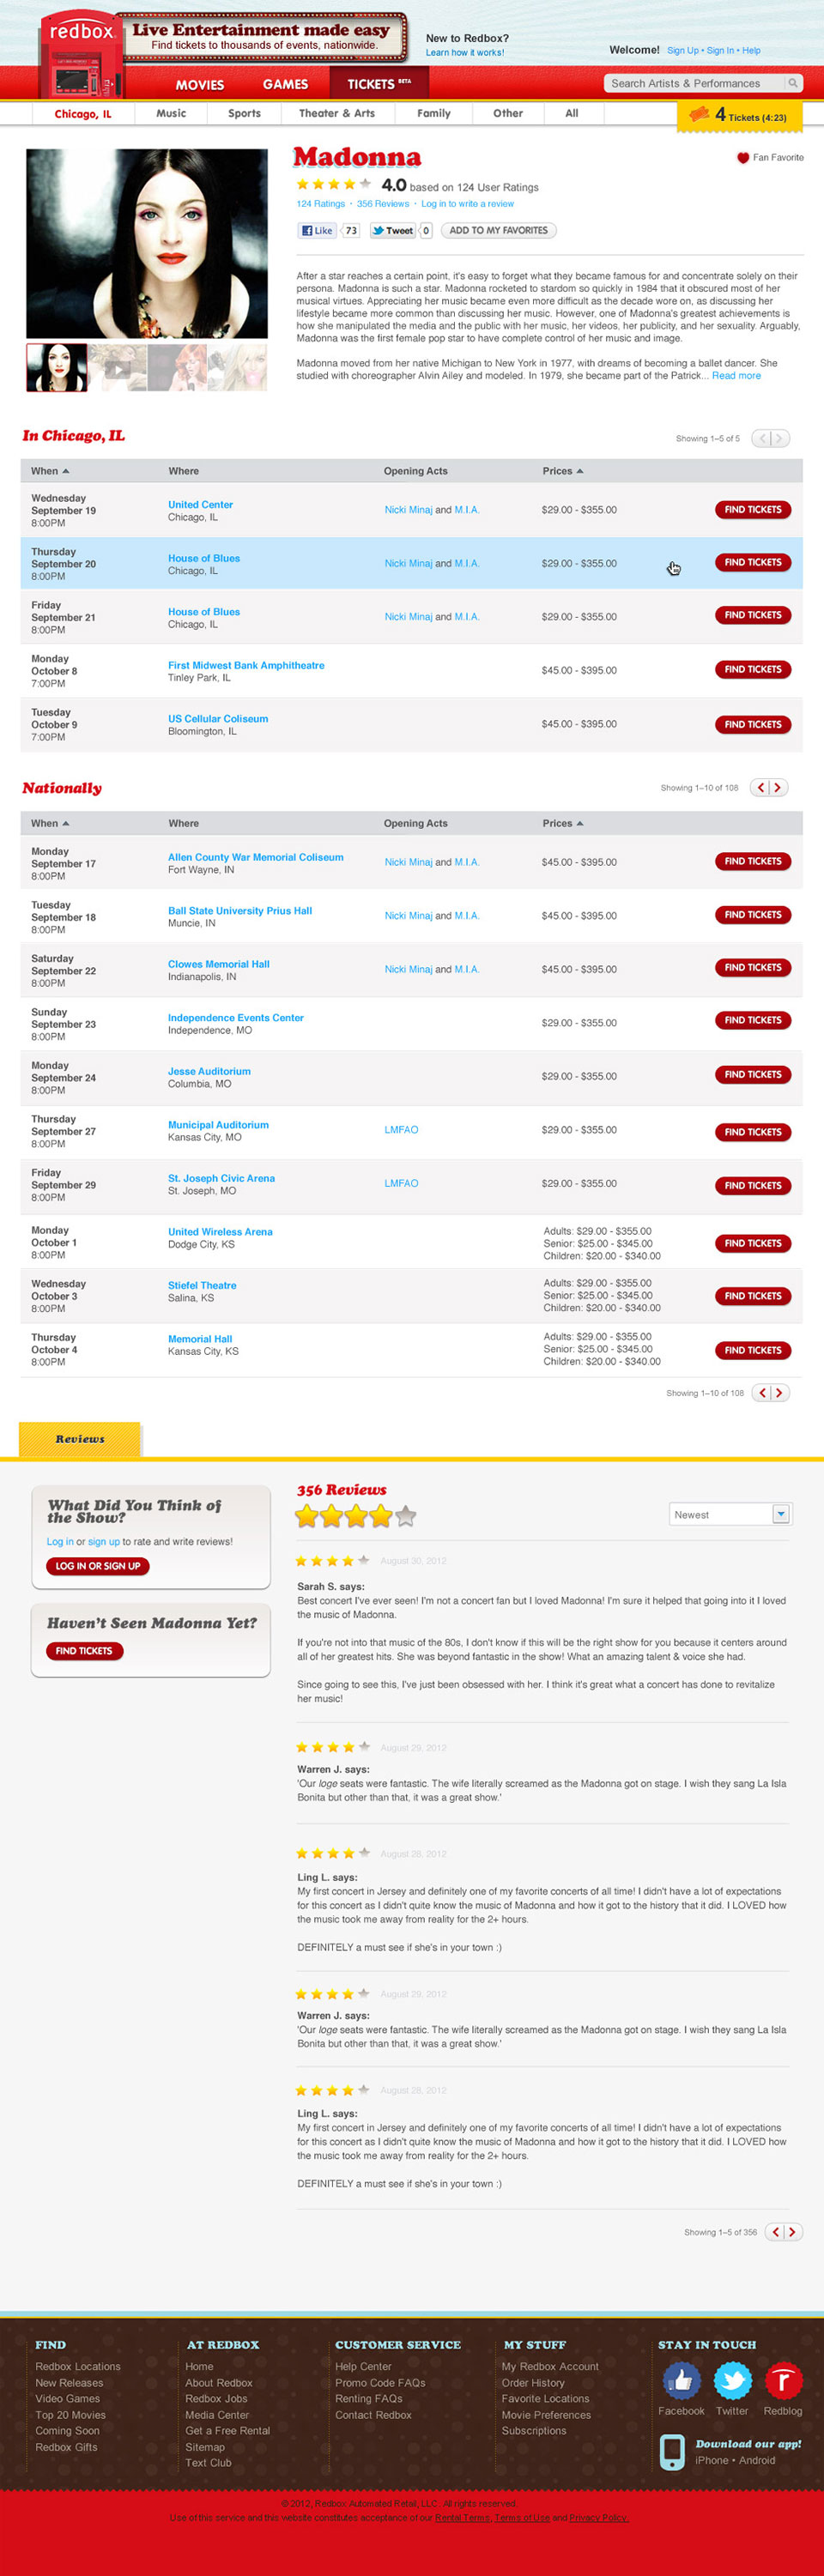 redbox.
Live Entertainment made easy
Find tickets to thousands of events, nationwide.
New to Redbox?
Learn how it works!
Welcome! Sign Up • Sign In • Help
MOVIES
GAMES
TICKETS BETA
Search Artists & Performances
Chicago, IL
Music
Sports
Theater & Arts
Family
Other
All
4 Tickets (4:23)
Madonna
Fan Favorite
4.0 based on 124 User Ratings
124 Ratings · 356 Reviews · Log in to write a review
Like 73
Tweet 0
ADD TO MY FAVORITES
After a star reaches a certain point, it's easy to forget what they became famous for and concentrate solely on their
persona. Madonna is such a star. Madonna rocketed to stardom so quickly in 1984 that it obscured most of her
musical virtues. Appreciating her music became even more difficult as the decade wore on, as discussing her
lifestyle became more common than discussing her music. However, one of Madonna's greatest achievements is
how she manipulated the media and the public with her music, her videos, her publicity, and her sexuality. Arguably,
Madonna was the first female pop star to have complete control of her music and image.
Madonna moved from her native Michigan to New York in 1977, with dreams of becoming a ballet dancer. She
studied with choreographer Alvin Ailey and modeled. In 1979, she became part of the Patrick... Read more
In Chicago, IL
Showing 1–5 of 5
When Where Opening Acts Prices
Wednesday
September 19
8:00PM
United Center
Chicago, IL
Nicki Minaj and M.I.A.
$29.00 - $355.00
FIND TICKETS
Thursday
September 20
8:00PM
House of Blues
Chicago, IL
Nicki Minaj and M.I.A.
$29.00 - $355.00
FIND TICKETS
Friday
September 21
8:00PM
House of Blues
Chicago, IL
Nicki Minaj and M.I.A.
$29.00 - $355.00
FIND TICKETS
Monday
October 8
7:00PM
First Midwest Bank Amphitheatre
Tinley Park, IL
$45.00 - $395.00
FIND TICKETS
Tuesday
October 9
7:00PM
US Cellular Coliseum
Bloomington, IL
$45.00 - $395.00
FIND TICKETS
Nationally
Showing 1–10 of 108
When Where Opening Acts Prices
Monday
September 17
8:00PM
Allen County War Memorial Coliseum
Fort Wayne, IN
Nicki Minaj and M.I.A.
$45.00 - $395.00
FIND TICKETS
Tuesday
September 18
8:00PM
Ball State University Prius Hall
Muncie, IN
Nicki Minaj and M.I.A.
$45.00 - $395.00
FIND TICKETS
Saturday
September 22
8:00PM
Clowes Memorial Hall
Indianapolis, IN
Nicki Minaj and M.I.A.
$45.00 - $395.00
FIND TICKETS
Sunday
September 23
8:00PM
Independence Events Center
Independence, MO
$29.00 - $355.00
FIND TICKETS
Monday
September 24
8:00PM
Jesse Auditorium
Columbia, MO
$29.00 - $355.00
FIND TICKETS
Thursday
September 27
8:00PM
Municipal Auditorium
Kansas City, MO
LMFAO
$29.00 - $355.00
FIND TICKETS
Friday
September 29
8:00PM
St. Joseph Civic Arena
St. Joseph, MO
LMFAO
$29.00 - $355.00
FIND TICKETS
Monday
October 1
8:00PM
United Wireless Arena
Dodge City, KS
Adults: $29.00 - $355.00
Senior: $25.00 - $345.00
Children: $20.00 - $340.00
FIND TICKETS
Wednesday
October 3
8:00PM
Stiefel Theatre
Salina, KS
Adults: $29.00 - $355.00
Senior: $25.00 - $345.00
Children: $20.00 - $340.00
FIND TICKETS
Thursday
October 4
8:00PM
Memorial Hall
Kansas City, KS
Adults: $29.00 - $355.00
Senior: $25.00 - $345.00
Children: $20.00 - $340.00
FIND TICKETS
Showing 1–10 of 108
Reviews
What Did You Think of
the Show?
Log in or sign up to rate and write reviews!
LOG IN OR SIGN UP
Haven't Seen Madonna Yet?
FIND TICKETS
356 Reviews
Newest
August 30, 2012
Sarah S. says:
Best concert I've ever seen! I'm not a concert fan but I loved Madonna! I'm sure it helped that going into it I loved
the music of Madonna.
If you're not into that music of the 80s, I don't know if this will be the right show for you because it centers around
all of her greatest hits. She was beyond fantastic in the show! What an amazing talent & voice she had.
Since going to see this, I've just been obsessed with her. I think it's great what a concert has done to revitalize
her music!
August 29, 2012
Warren J. says:
'Our loge seats were fantastic. The wife literally screamed as the Madonna got on stage. I wish they sang La Isla
Bonita but other than that, it was a great show.'
August 28, 2012
Ling L. says:
My first concert in Jersey and definitely one of my favorite concerts of all time! I didn't have a lot of expectations
for this concert as I didn't quite know the music of Madonna and how it got to the history that it did. I LOVED how
the music took me away from reality for the 2+ hours.
DEFINITELY a must see if she's in your town :)
August 29, 2012
Warren J. says:
'Our loge seats were fantastic. The wife literally screamed as the Madonna got on stage. I wish they sang La Isla
Bonita but other than that, it was a great show.'
August 28, 2012
Ling L. says:
My first concert in Jersey and definitely one of my favorite concerts of all time! I didn't have a lot of expectations
for this concert as I didn't quite know the music of Madonna and how it got to the history that it did. I LOVED how
the music took me away from reality for the 2+ hours.
DEFINITELY a must see if she's in your town :)
Showing 1–5 of 356
FIND
Redbox Locations
New Releases
Video Games
Top 20 Movies
Coming Soon
Redbox Gifts
AT REDBOX
Home
About Redbox
Redbox Jobs
Media Center
Get a Free Rental
Sitemap
Text Club
CUSTOMER SERVICE
Help Center
Promo Code FAQs
Renting FAQs
Contact Redbox
MY STUFF
My Redbox Account
Order History
Favorite Locations
Movie Preferences
Subscriptions
STAY IN TOUCH
Facebook
Twitter
r
Redblog
Download our app!
iPhone • Android
© 2012, Redbox Automated Retail, LLC. All rights reserved.
Use of this service and this website constitutes acceptance of our Rental Terms, Terms of Use and Privacy Policy.